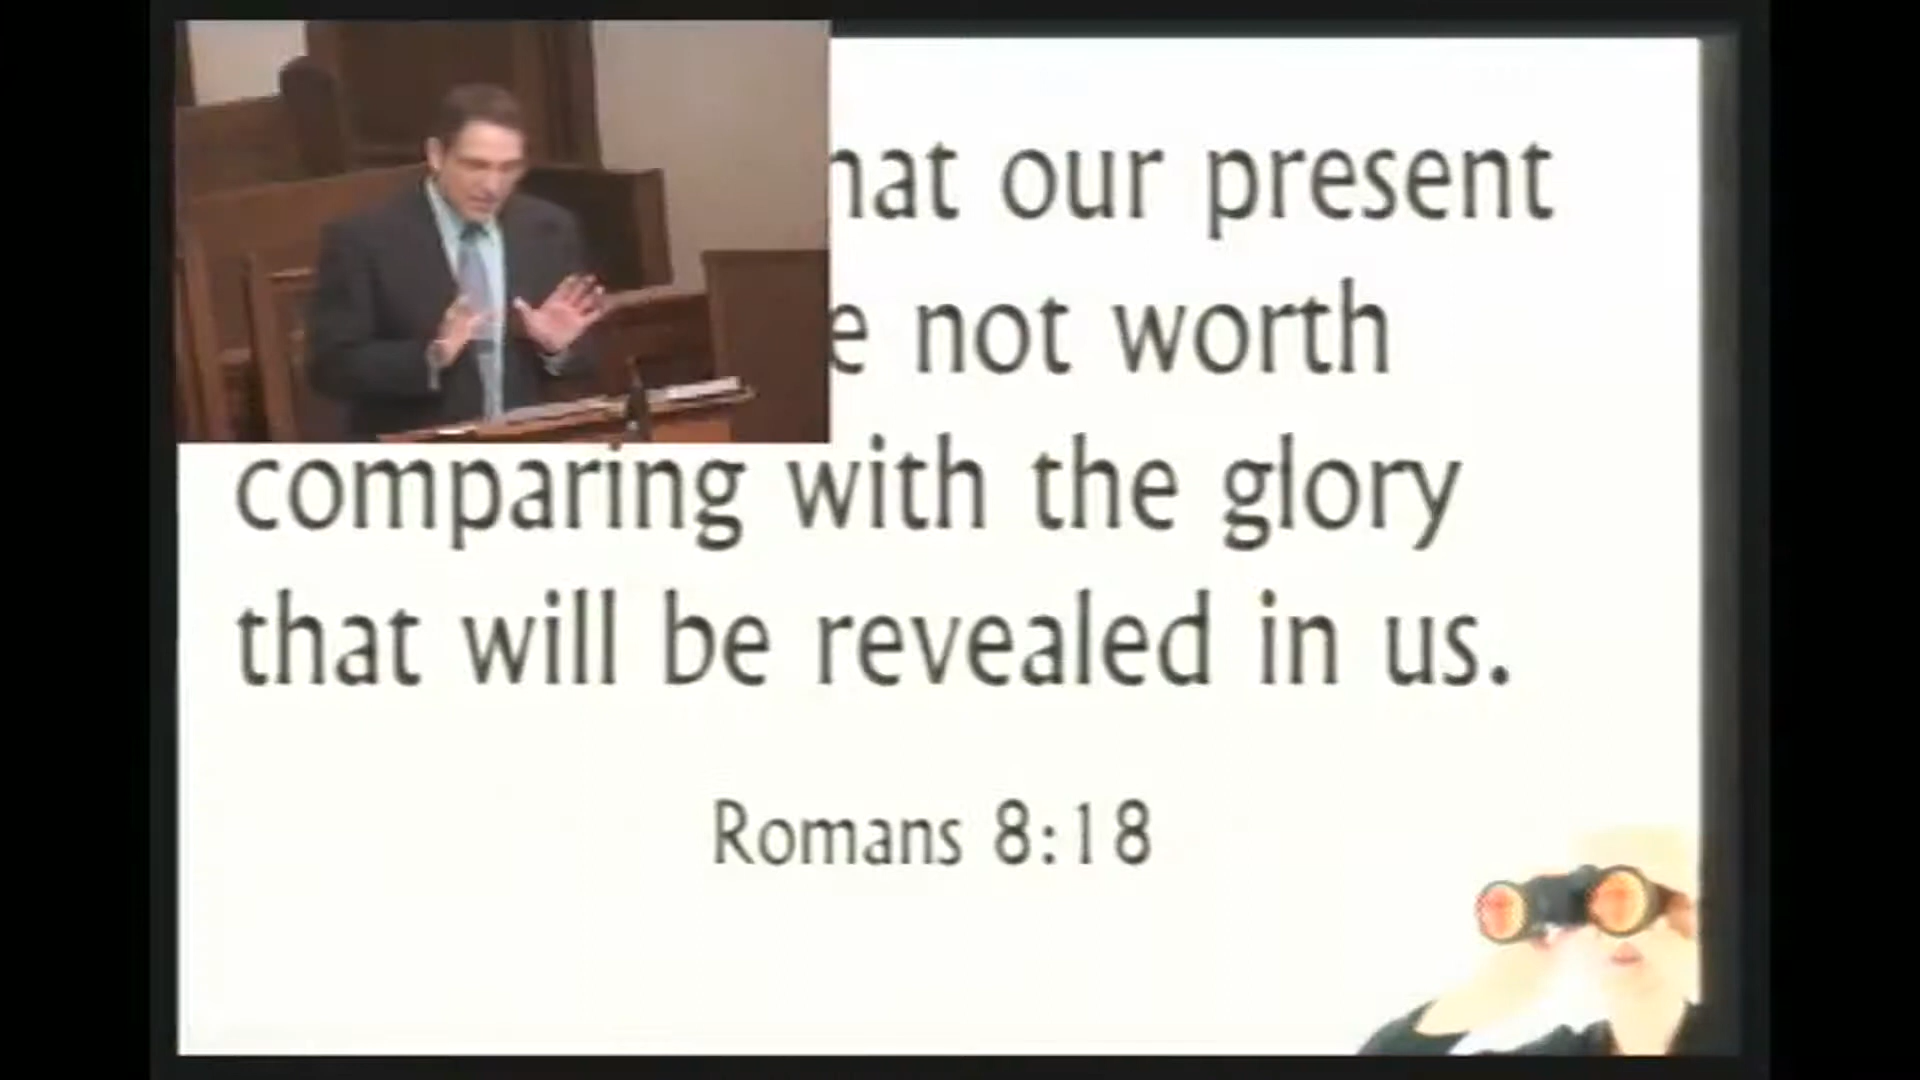 hat our present
e not worth
comparing with the glory
that will be revealed in us.
Romans 8:18